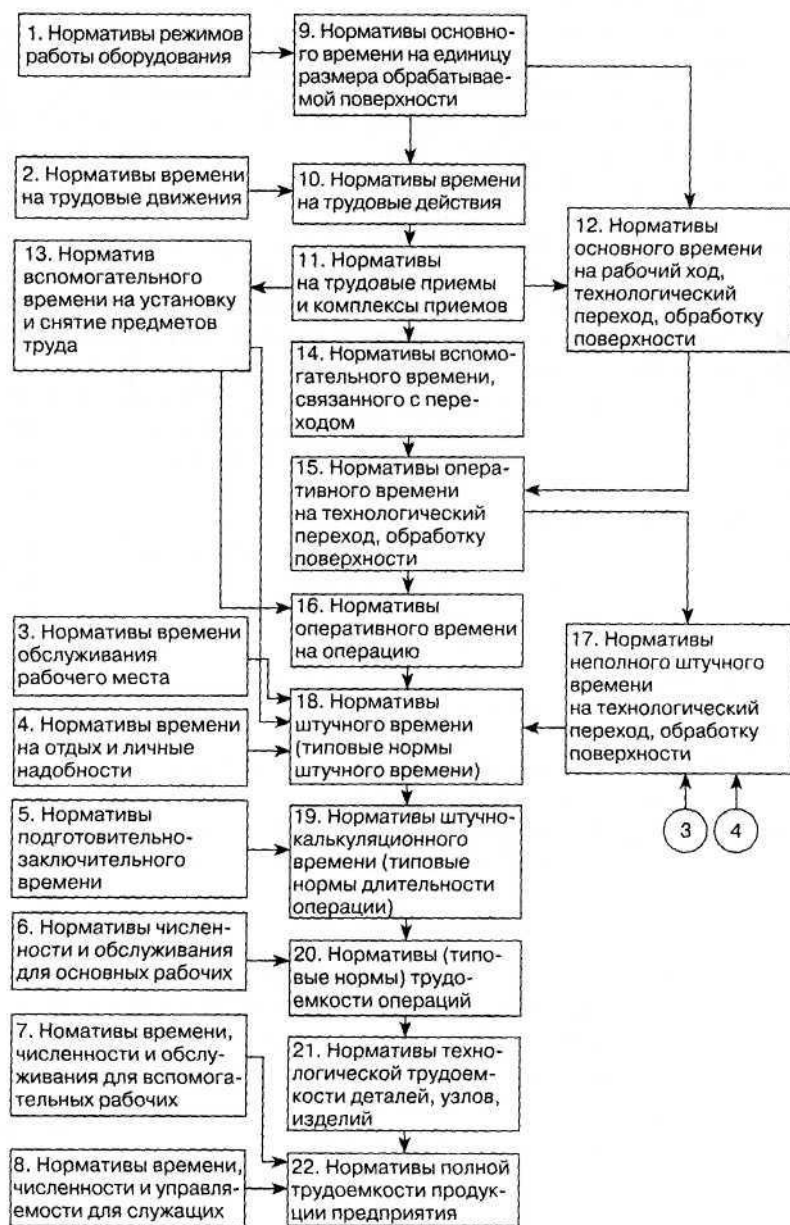 1. Нормативы режимов
работы оборудования
9. Нормативы основно-
го времени на единицу
размера обрабатывае-
мой поверхности
2. Нормативы времени
на трудовые движения
10. Нормативы времени
на трудовые действия
13. Норматив
вспомогательного
времени на установку
и снятие предметов
труда
11. Нормативы
на трудовые приемы
и комплексы приемов
12. Нормативы
основного времени
на рабочий ход,
технологический
переход, обработку
поверхности
14. Нормативы вспомо-
гательного времени,
связанного с пере-
ходом
15. Нормативы опера-
тивного времени
на технологический
переход, обработку
поверхности
16. Нормативы
оперативного времени
на операцию
3. Нормативы времени
обслуживания
рабочего места
17. Нормативы
неполного штучного
времени
на технологический
переход, обработку
поверхности
18. Нормативы
штучного времени
(типовые нормы
штучного времени)
4. Нормативы времени
на отдых и личные
надобности
3
4
5. Нормативы
подготовительно-
заключительного
времени
19. Нормативы штучно-
калькуляционного
времени (типовые
нормы длительности
операции)
6. Нормативы числен-
ности и обслуживания
для основных рабочих
20. Нормативы (типо-
вые нормы) трудо-
емкости операций
7. Номативы времени,
численности и обслу-
живания для вспомога-
тельных рабочих
21. Нормативы техно-
логической трудоем-
кости деталей, узлов,
изделий
8. Нормативы времени,
численности и управля-
емости для служащих
22. Нормативы полной
трудоемкости продук-
ции предприятия